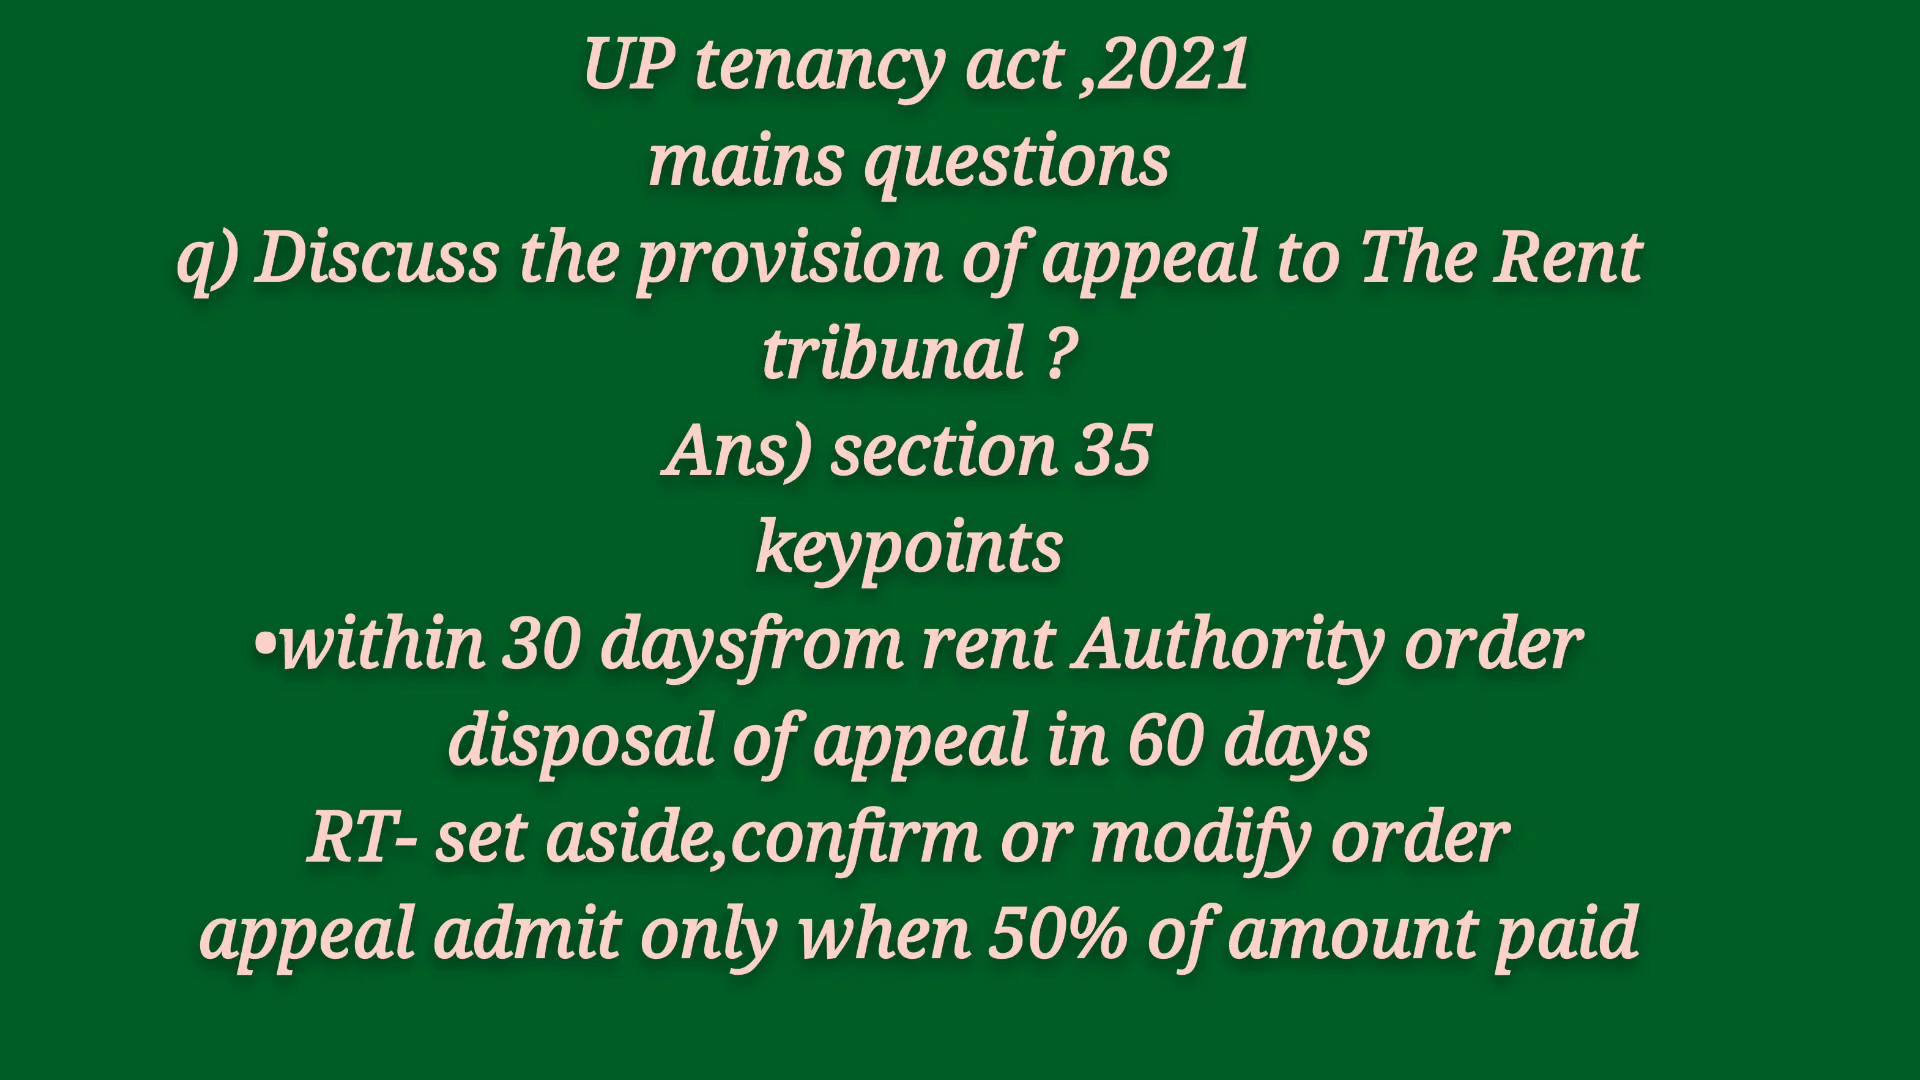 UP tenancy act ,2021
mains questions
q) Discuss the provision of appeal to The Rent
tribunal ?
Ans) section 35
keypoints
•within 30 daysfrom rent Authority order
disposal of appeal in 60 days
RT- set aside,confirm or modify order
appeal admit only when 50% of amount paid